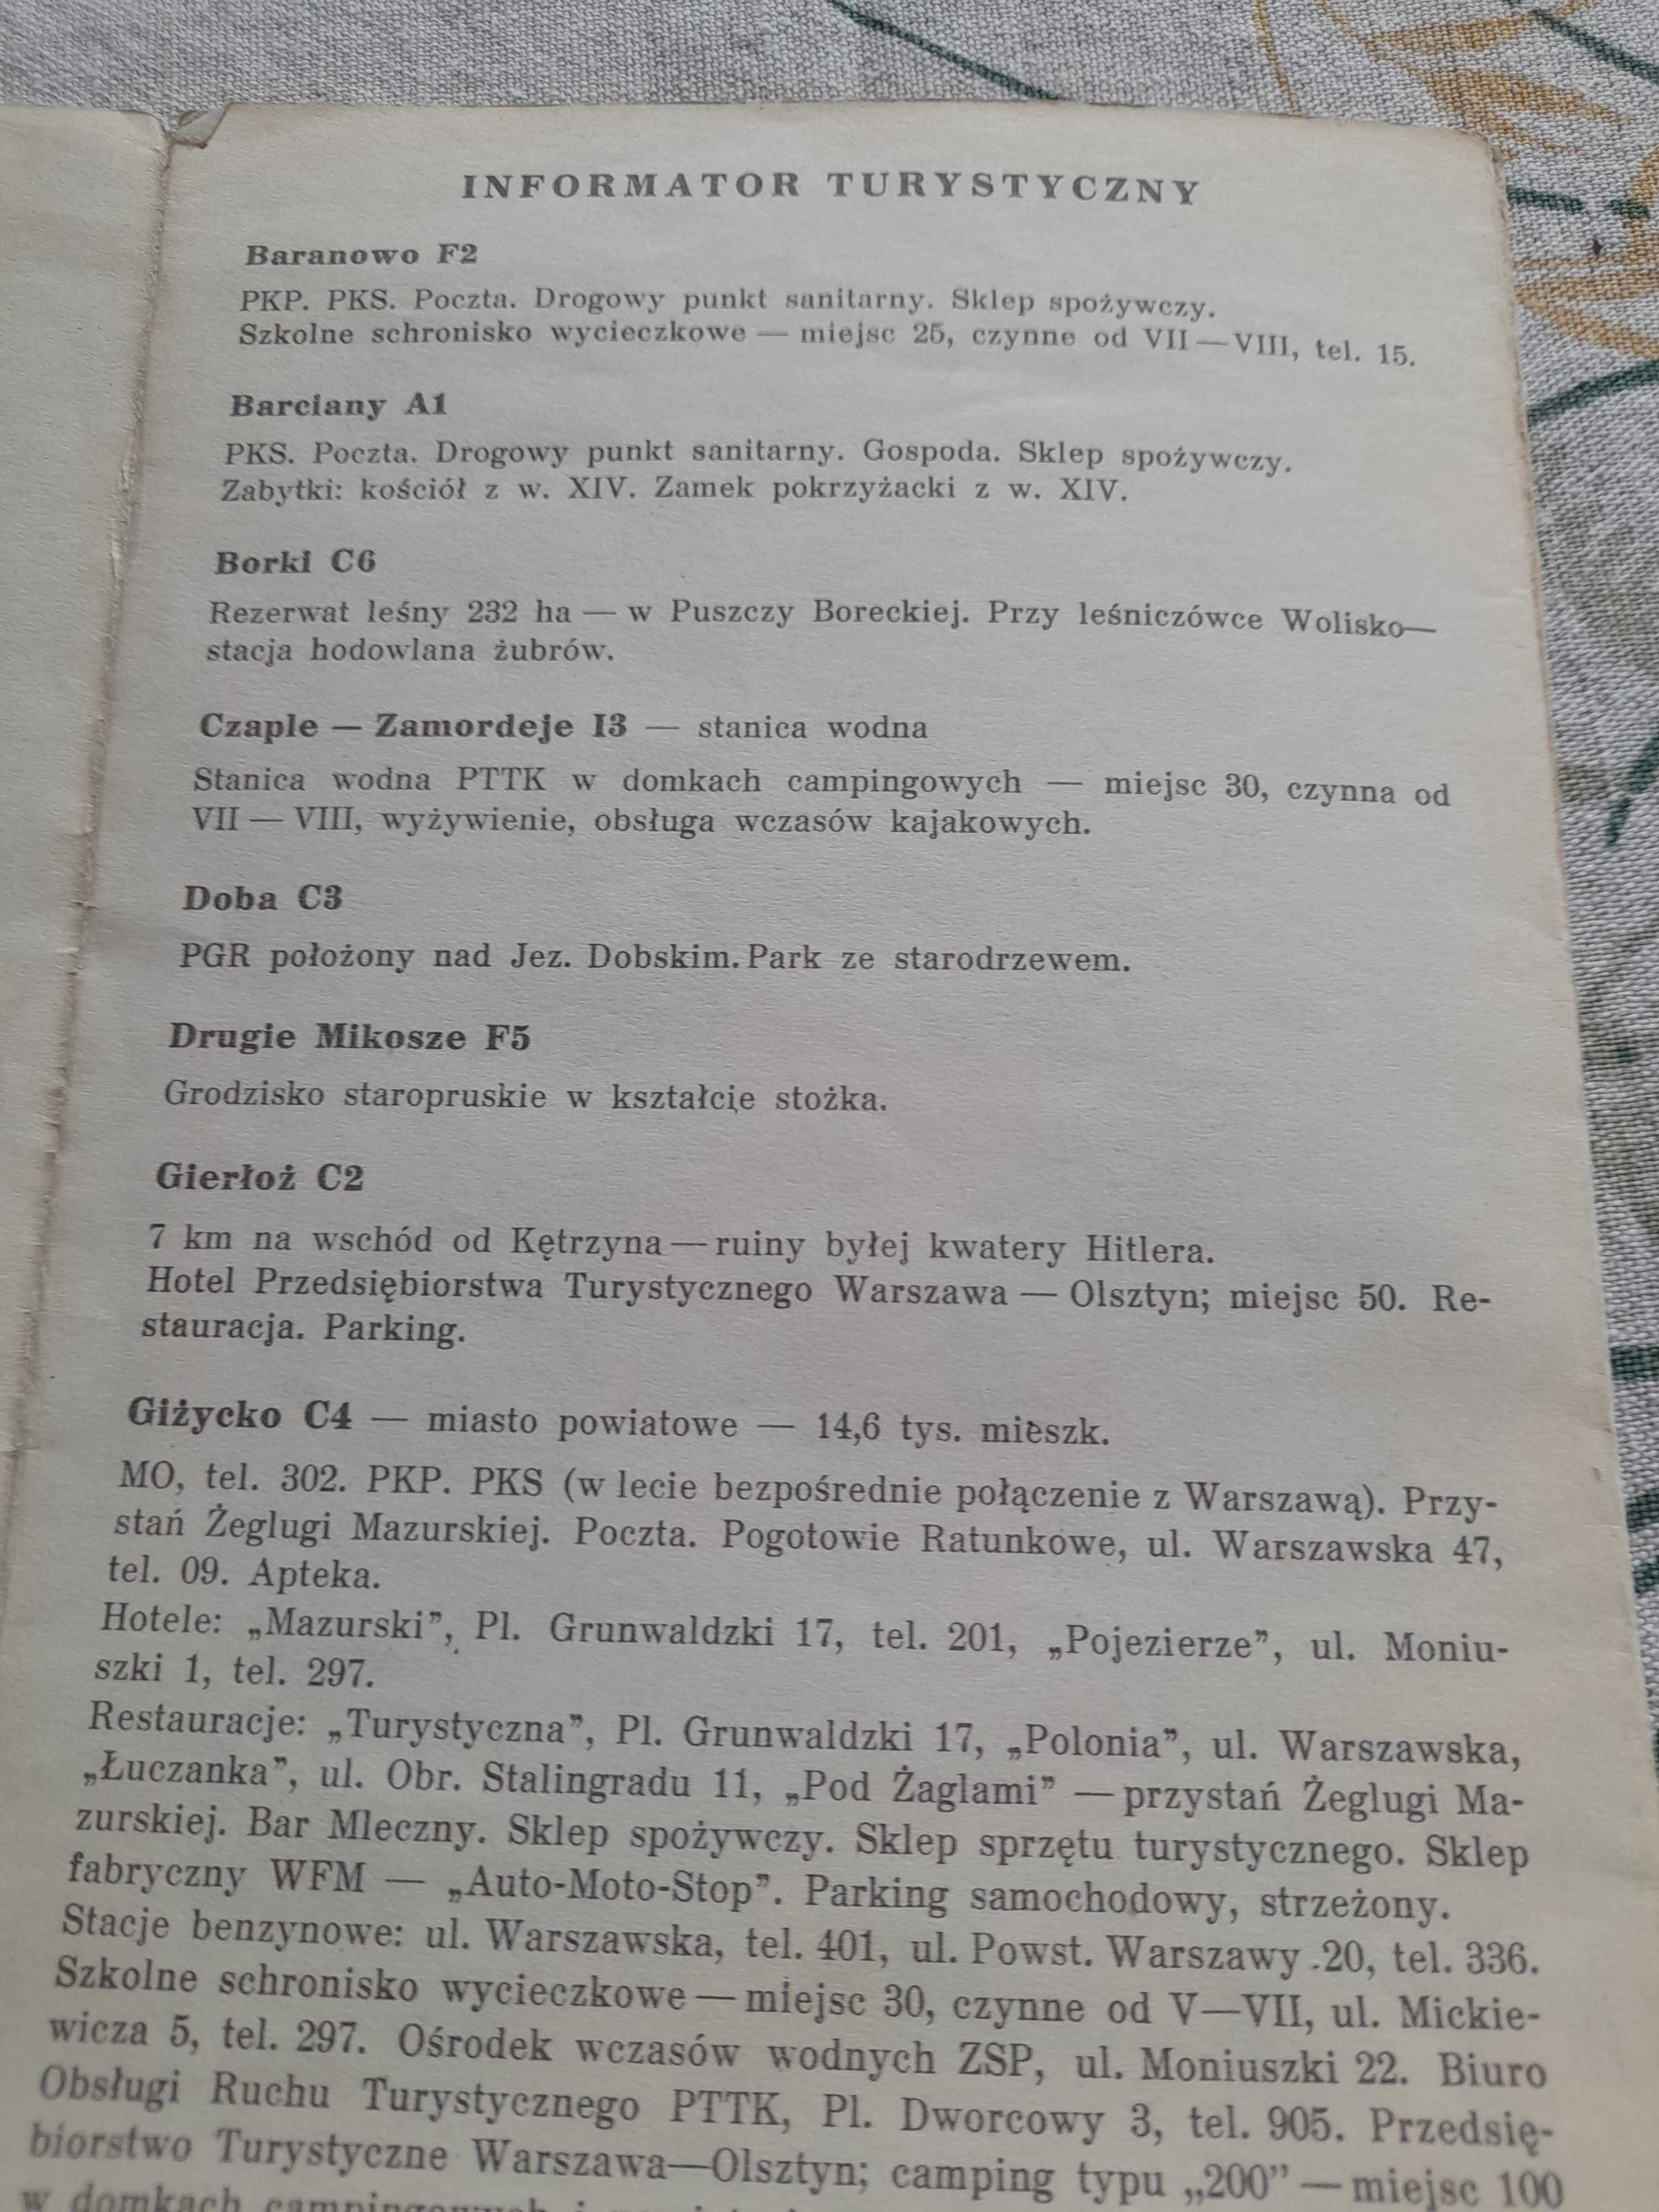 INFORMATOR TURYSTYCZNY
Baranowo F2
PKP. PKS. Poczta. Drogowy punkt sanitarny. Sklep spożywczy.
Szkolne schronisko wycieczkowe — miejsc 25, czynne od VII — VIII, tel. 15.
Barciany A1
PKS. Poczta. Drogowy punkt sanitarny. Gospoda. Sklep spożywczy.
Zabytki: kościół z w. XIV. Zamek pokrzyżacki z w. XIV.
Borki C6
Rezerwat leśny 232 ha — w Puszczy Boreckiej. Przy leśniczówce Wolisko—
stacja hodowlana żubrów.
Czaple — Zamordeje I3 — stanica wodna
Stanica wodna PTTK w domkach campingowych — miejsc 30, czynna od
VII — VIII, wyżywienie, obsługa wczasów kajakowych.
Doba C3
PGR położony nad Jez. Dobskim. Park ze starodrzewem.
Drugie Mikosze F5
Grodzisko staropruskie w kształcie stożka.
Gierłoż C2
7 km na wschód od Kętrzyna — ruiny byłej kwatery Hitlera.
Hotel Przedsiębiorstwa Turystycznego Warszawa — Olsztyn; miejsc 50. Re-
stauracja. Parking.
Giżycko C4 — miasto powiatowe — 14,6 tys. mieszk.
MO, tel. 302. PKP. PKS (w lecie bezpośrednie połączenie z Warszawą). Przy-
stań Żeglugi Mazurskiej. Poczta. Pogotowie Ratunkowe, ul. Warszawska 47,
tel. 09. Apteka.
Hotele: „Mazurski”, Pl. Grunwaldzki 17, tel. 201, „Pojezierze”, ul. Moniu-
szki 1, tel. 297.
Restauracje: „Turystyczna”, Pl. Grunwaldzki 17, „Polonia”, ul. Warszawska,
„Łuczanka”, ul. Obr. Stalingradu 11, „Pod Żaglami” — przystań Żeglugi Ma-
zurskiej. Bar Mleczny. Sklep spożywczy. Sklep sprzętu turystycznego. Sklep
fabryczny WFM — „Auto-Moto-Stop”. Parking samochodowy, strzeżony.
Stacje benzynowe: ul. Warszawska, tel. 401, ul. Powst. Warszawy 20, tel. 336.
Szkolne schronisko wycieczkowe — miejsc 30, czynne od V—VII, ul. Mickie-
wicza 5, tel. 297. Ośrodek wczasów wodnych ZSP, ul. Moniuszki 22. Biuro
Obsługi Ruchu Turystycznego PTTK, Pl. Dworcowy 3, tel. 905. Przedsię-
biorstwo Turystyczne Warszawa—Olsztyn; camping typu „200” — miejsc 100
w domkach